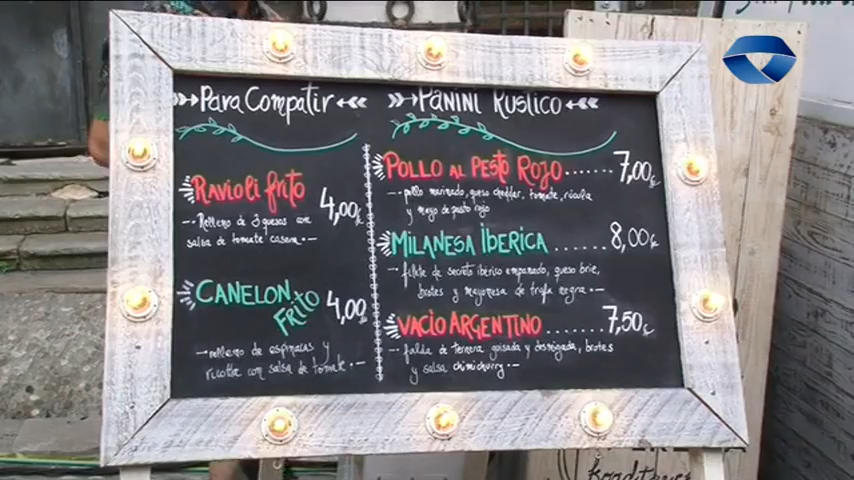 Para Compatir
Ravioli frito 4,00€
Relleno de 3 quesos con
salsa de tomate casera
Canelon Frito 4,00€
relleno de espinacas y
ricotta con salsa de tomate
Panini Rustico
Pollo al Pesto Rojo ...... 7,00€
pollo marinado, queso cheddar, tomate, rúcula
y mayo de pesto rojo
Milanesa Iberica ...... 8,00€
filete de secreto iberico empanado, queso brie,
brotes y mayonesa de trufa negra
Vacio Argentino ...... 7,50€
falda de ternera guisada y desmigada, brotes
y salsa chimichurry